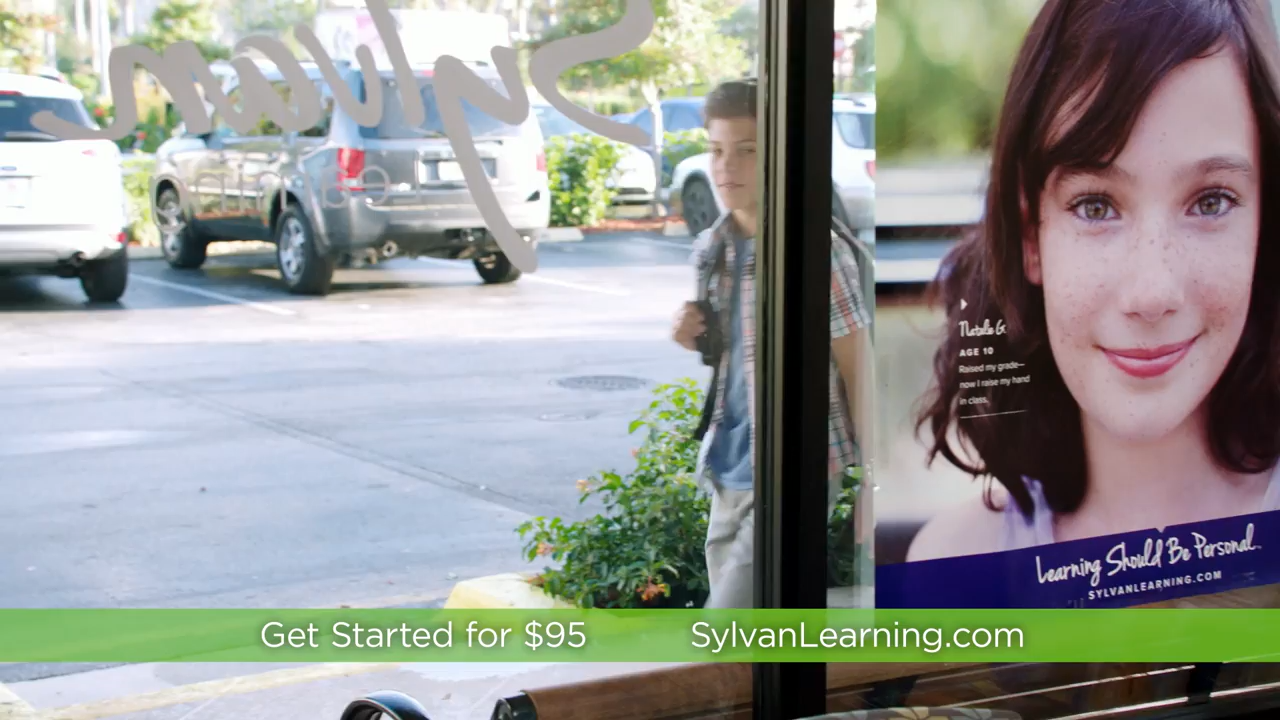 Sylvan
Natalie G.
AGE 10
Raised my grade—
now I raise my hand
in class.
Learning Should Be Personal.
SYLVANLEARNING.COM
Get Started for $95
SylvanLearning.com